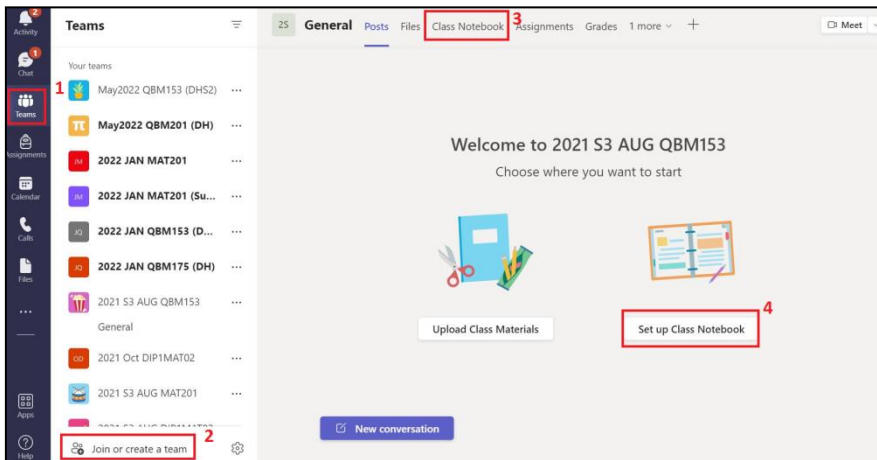 2
Activity
1
Chat
Teams
Assignments
Calendar
Calls
Files
...
Apps
Help
Teams
Your teams
1
May2022 QBM153 (DHS2) ...
π May2022 QBM201 (DH) ...
JM 2022 JAN MAT201 ...
JM 2022 JAN MAT201 (Su... ...
JQ 2022 JAN QBM153 (D... ...
JQ 2022 JAN QBM175 (DH) ...
2021 S3 AUG QBM153 ...
General
OD 2021 Oct DIP1MAT02 ...
2021 S3 AUG MAT201 ...
2
Join or create a team
2S General Posts Files Class Notebook 3 Assignments Grades 1 more + Meet
Welcome to 2021 S3 AUG QBM153
Choose where you want to start
4
Upload Class Materials Set up Class Notebook
New conversation